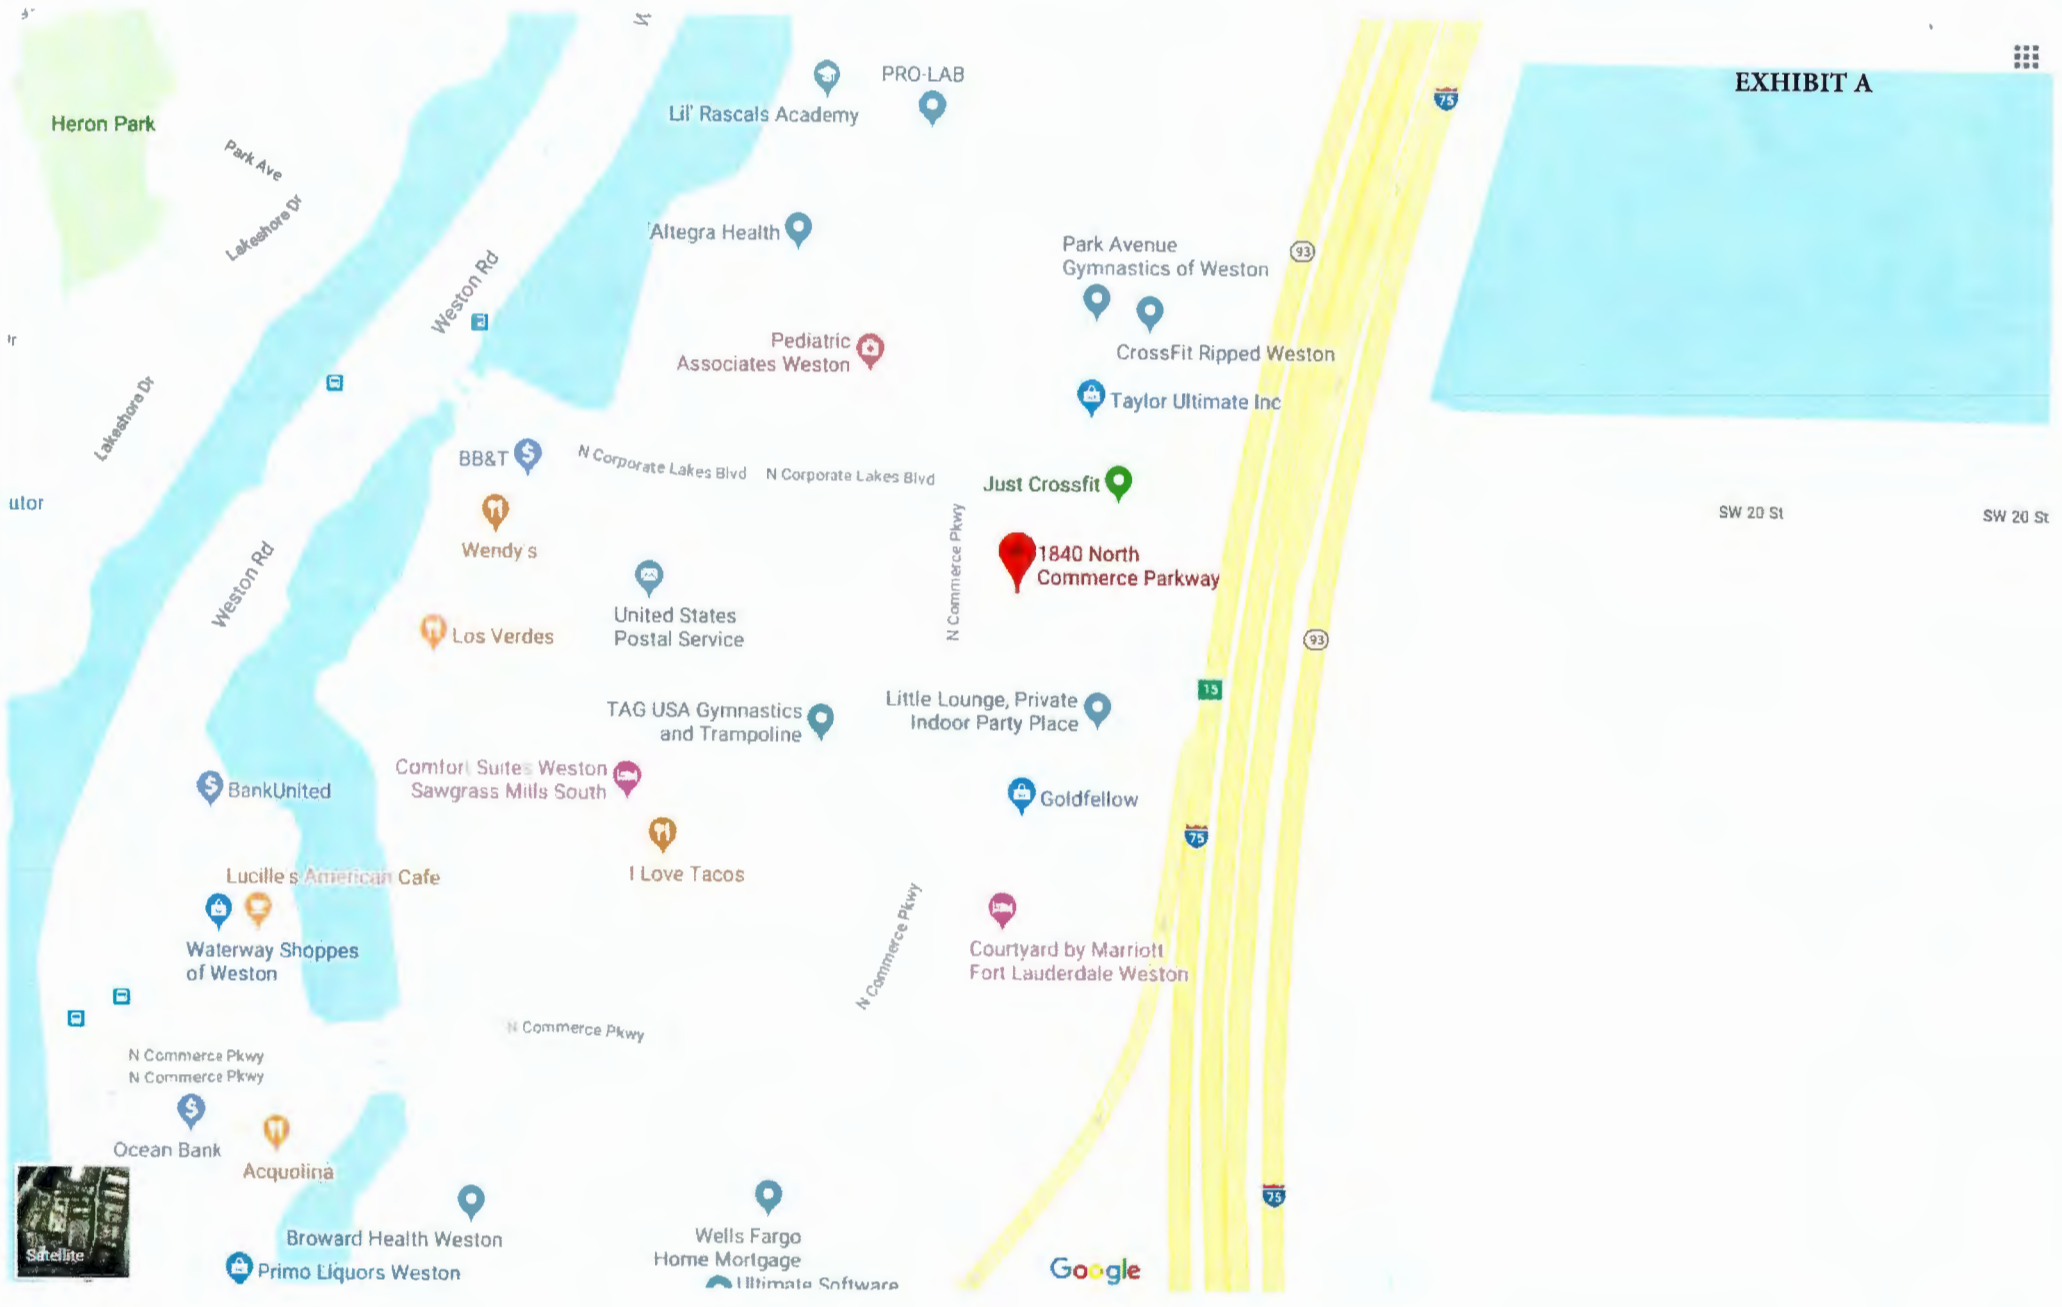 EXHIBIT A
75
Heron Park
Park Ave
Lakeshore Dr
Lil' Rascals Academy
PRO-LAB
Altegra Health
Weston Rd
Park Avenue
Gymnastics of Weston
93
Pediatric
Associates Weston
CrossFit Ripped Weston
Taylor Ultimate Inc
Lakeshore Dr
BB&T
N Corporate Lakes Blvd
N Corporate Lakes Blvd
Just Crossfit
utor
Wendy's
N Commerce Pkwy
1840 North
Commerce Parkway
SW 20 St
SW 20 St
Weston Rd
United States
Postal Service
Los Verdes
93
15
TAG USA Gymnastics
and Trampoline
Little Lounge, Private
Indoor Party Place
Comfort Suites Weston
Sawgrass Mills South
BankUnited
Goldfellow
75
I Love Tacos
Lucille's American Cafe
Waterway Shoppes
of Weston
N Commerce Pkwy
Courtyard by Marriott
Fort Lauderdale Weston
N Commerce Pkwy
N Commerce Pkwy
N Commerce Pkwy
Ocean Bank
Acquolina
75
Satellite
Broward Health Weston
Primo Liquors Weston
Wells Fargo
Home Mortgage
Ultimate Software
Google